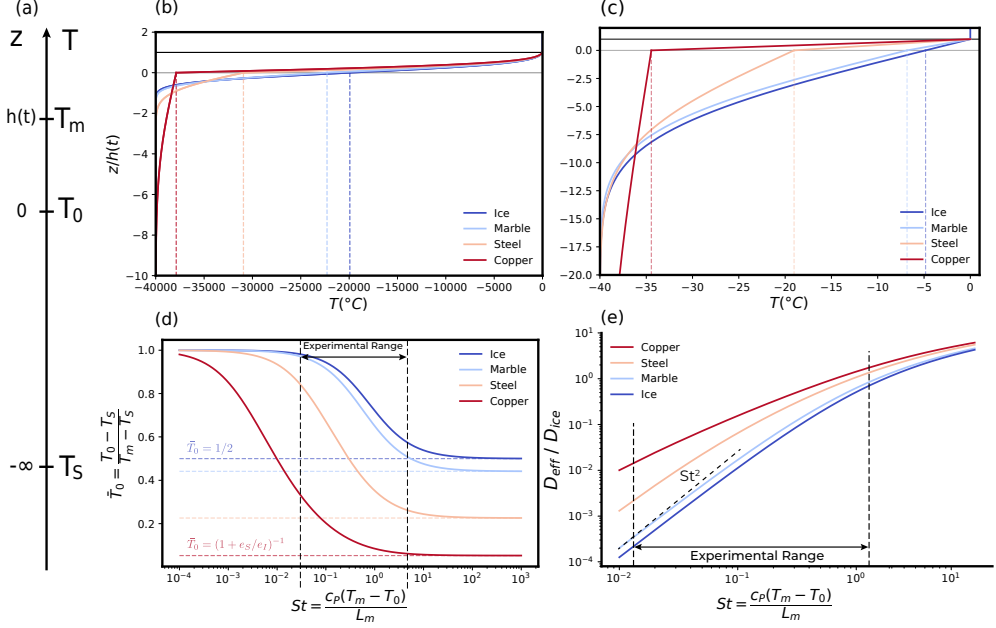 (a)
z T
h(t) T_m
0 T_0
-∞ T_S
(b)
z/h(t)
2
0
−2
−4
−6
−8
−10
−40000 −35000 −30000 −25000 −20000 −15000 −10000 −5000 0
T(°C)
Ice
Marble
Steel
Copper
(c)
0.0
−2.5
−5.0
−7.5
−10.0
−12.5
−15.0
−17.5
−20.0
−40 −35 −30 −25 −20 −15 −10 −5 0
T(°C)
Ice
Marble
Steel
Copper
(d)
T̄_0 = (T_0 − T_S)/(T_m − T_S)
1.0
0.8
0.6
0.4
0.2
Experimental Range
Ice
Marble
Steel
Copper
T̄_0 = 1/2
T̄_0 = (1 + e_S/e_I)^−1
10^−4 10^−3 10^−2 10^−1 10^0 10^1 10^2 10^3
St = c_P(T_m − T_0)/L_m
(e)
D_eff / D_ice
10^1
10^0
10^−1
10^−2
10^−3
10^−4
Copper
Steel
Marble
Ice
St^2
Experimental Range
10^−2 10^−1 10^0 10^1
St = c_P(T_m − T_0)/L_m